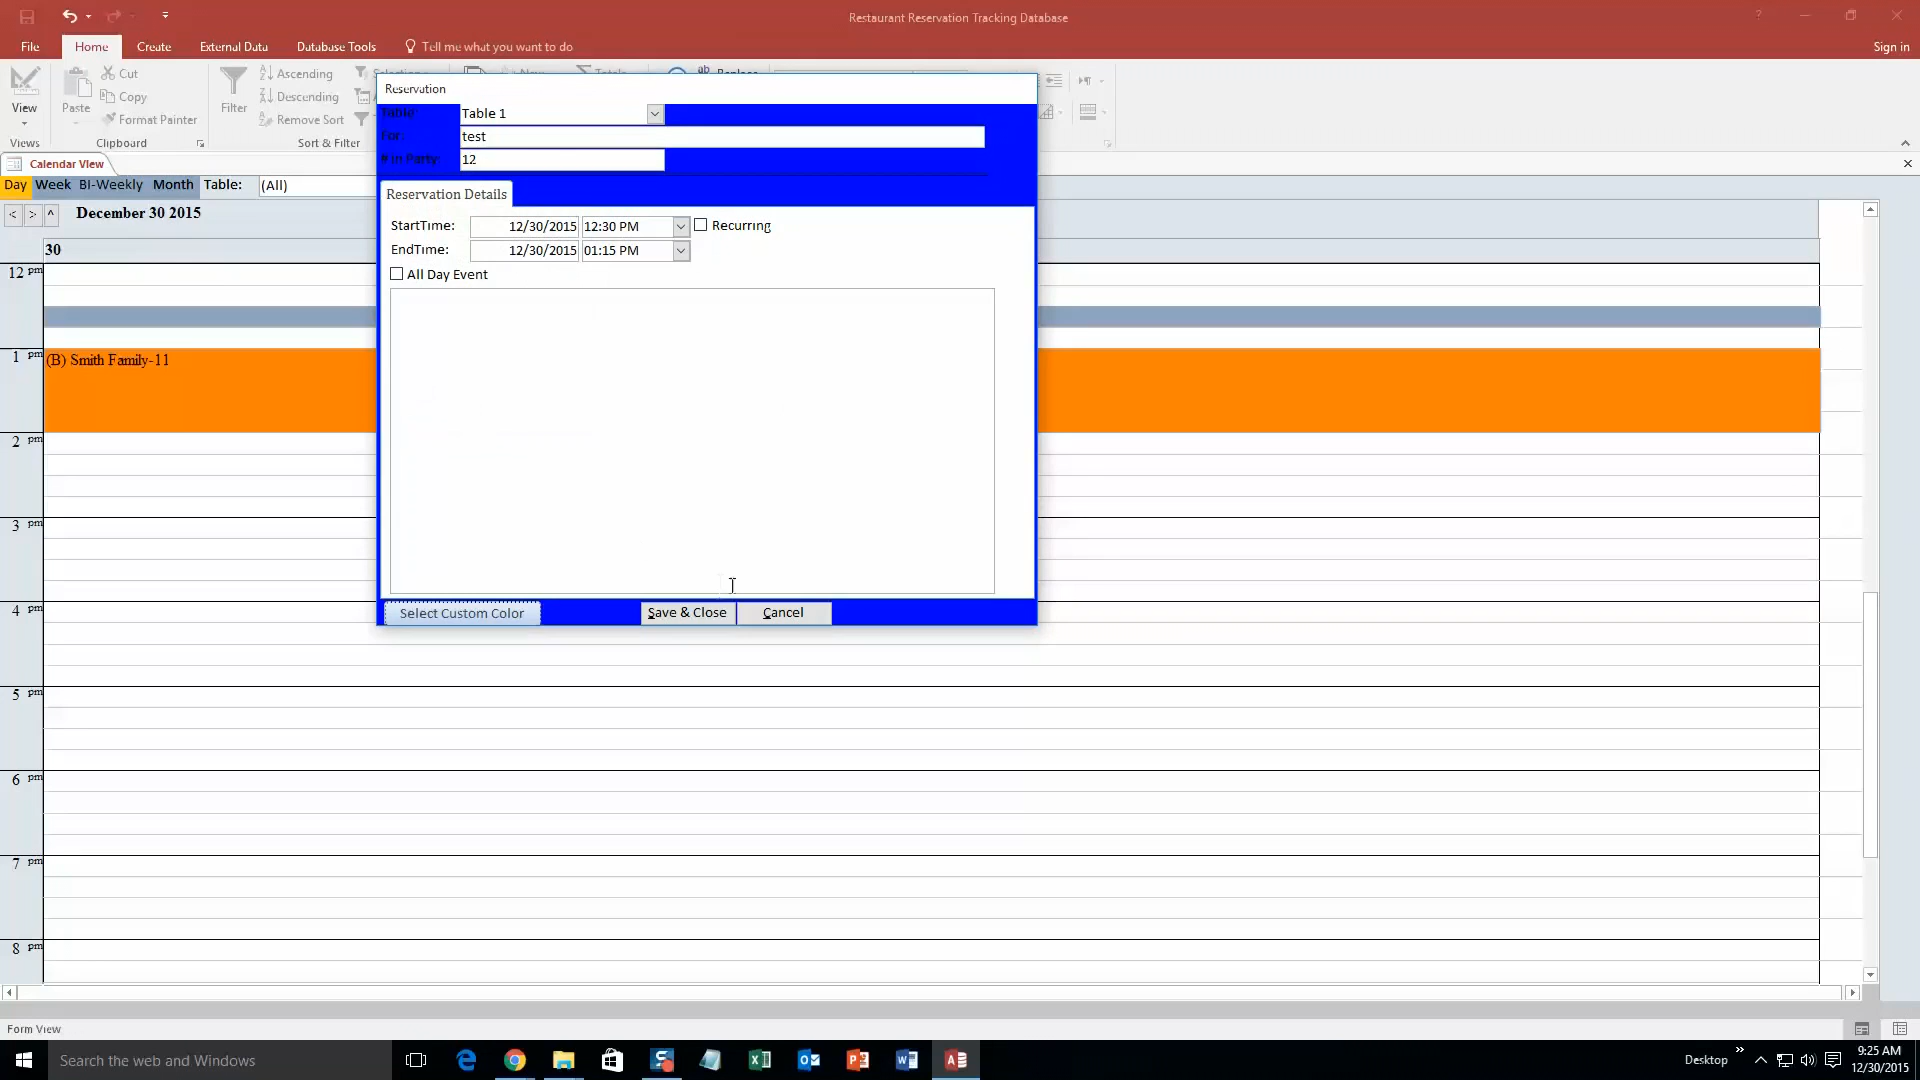 Restaurant Reservation Tracking Database
?
File Home Create External Data Database Tools Tell me what you want to do Sign in
View
Views
Paste
Cut
Copy
Format Painter
Clipboard
Filter
Ascending
Descending
Remove Sort
Sort & Filter
Calendar View
Day Week BI-Weekly Month Table: (All)
< > ^ December 30 2015
30
12 pm
1 pm (B) Smith Family-11
2 pm
3 pm
4 pm
5 pm
6 pm
7 pm
8 pm
Reservation
Table: Table 1
For: test
# in Party: 12
Reservation Details
StartTime: 12/30/2015 12:30 PM Recurring
EndTime: 12/30/2015 01:15 PM
All Day Event
Select Custom Color Save & Close Cancel
Form View
Search the web and Windows
Desktop
9:25 AM
12/30/2015